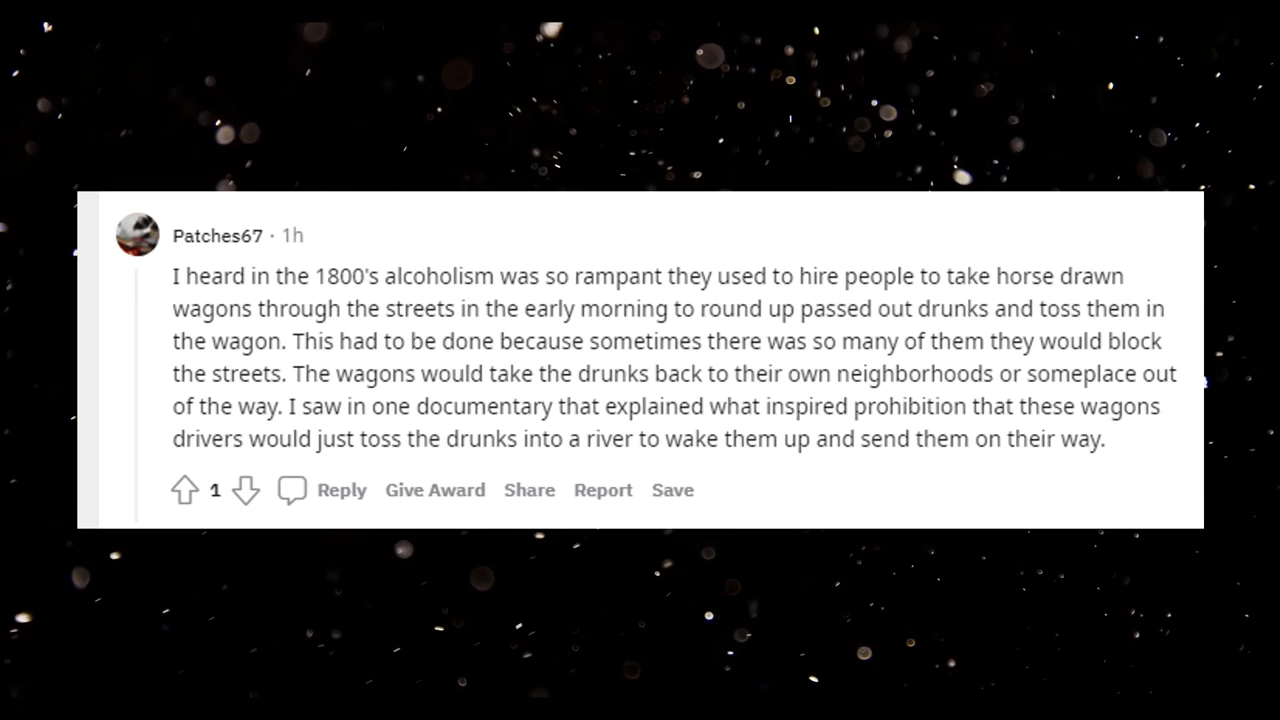 Patches67 · 1h
I heard in the 1800's alcoholism was so rampant they used to hire people to take horse drawn
wagons through the streets in the early morning to round up passed out drunks and toss them in
the wagon. This had to be done because sometimes there was so many of them they would block
the streets. The wagons would take the drunks back to their own neighborhoods or someplace out
of the way. I saw in one documentary that explained what inspired prohibition that these wagons
drivers would just toss the drunks into a river to wake them up and send them on their way.
1 Reply Give Award Share Report Save